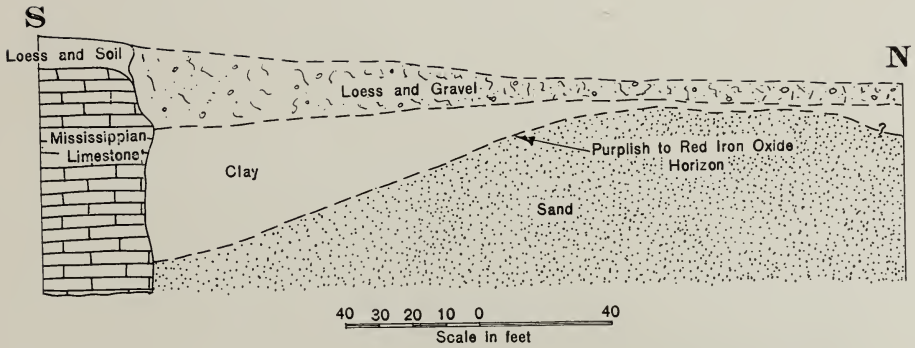 S
N
Loess and Soil
Loess and Gravel
Mississippian
Limestone
Purplish to Red Iron Oxide
Horizon
?
Clay
Sand
40 30 20 10 0 40
Scale in feet